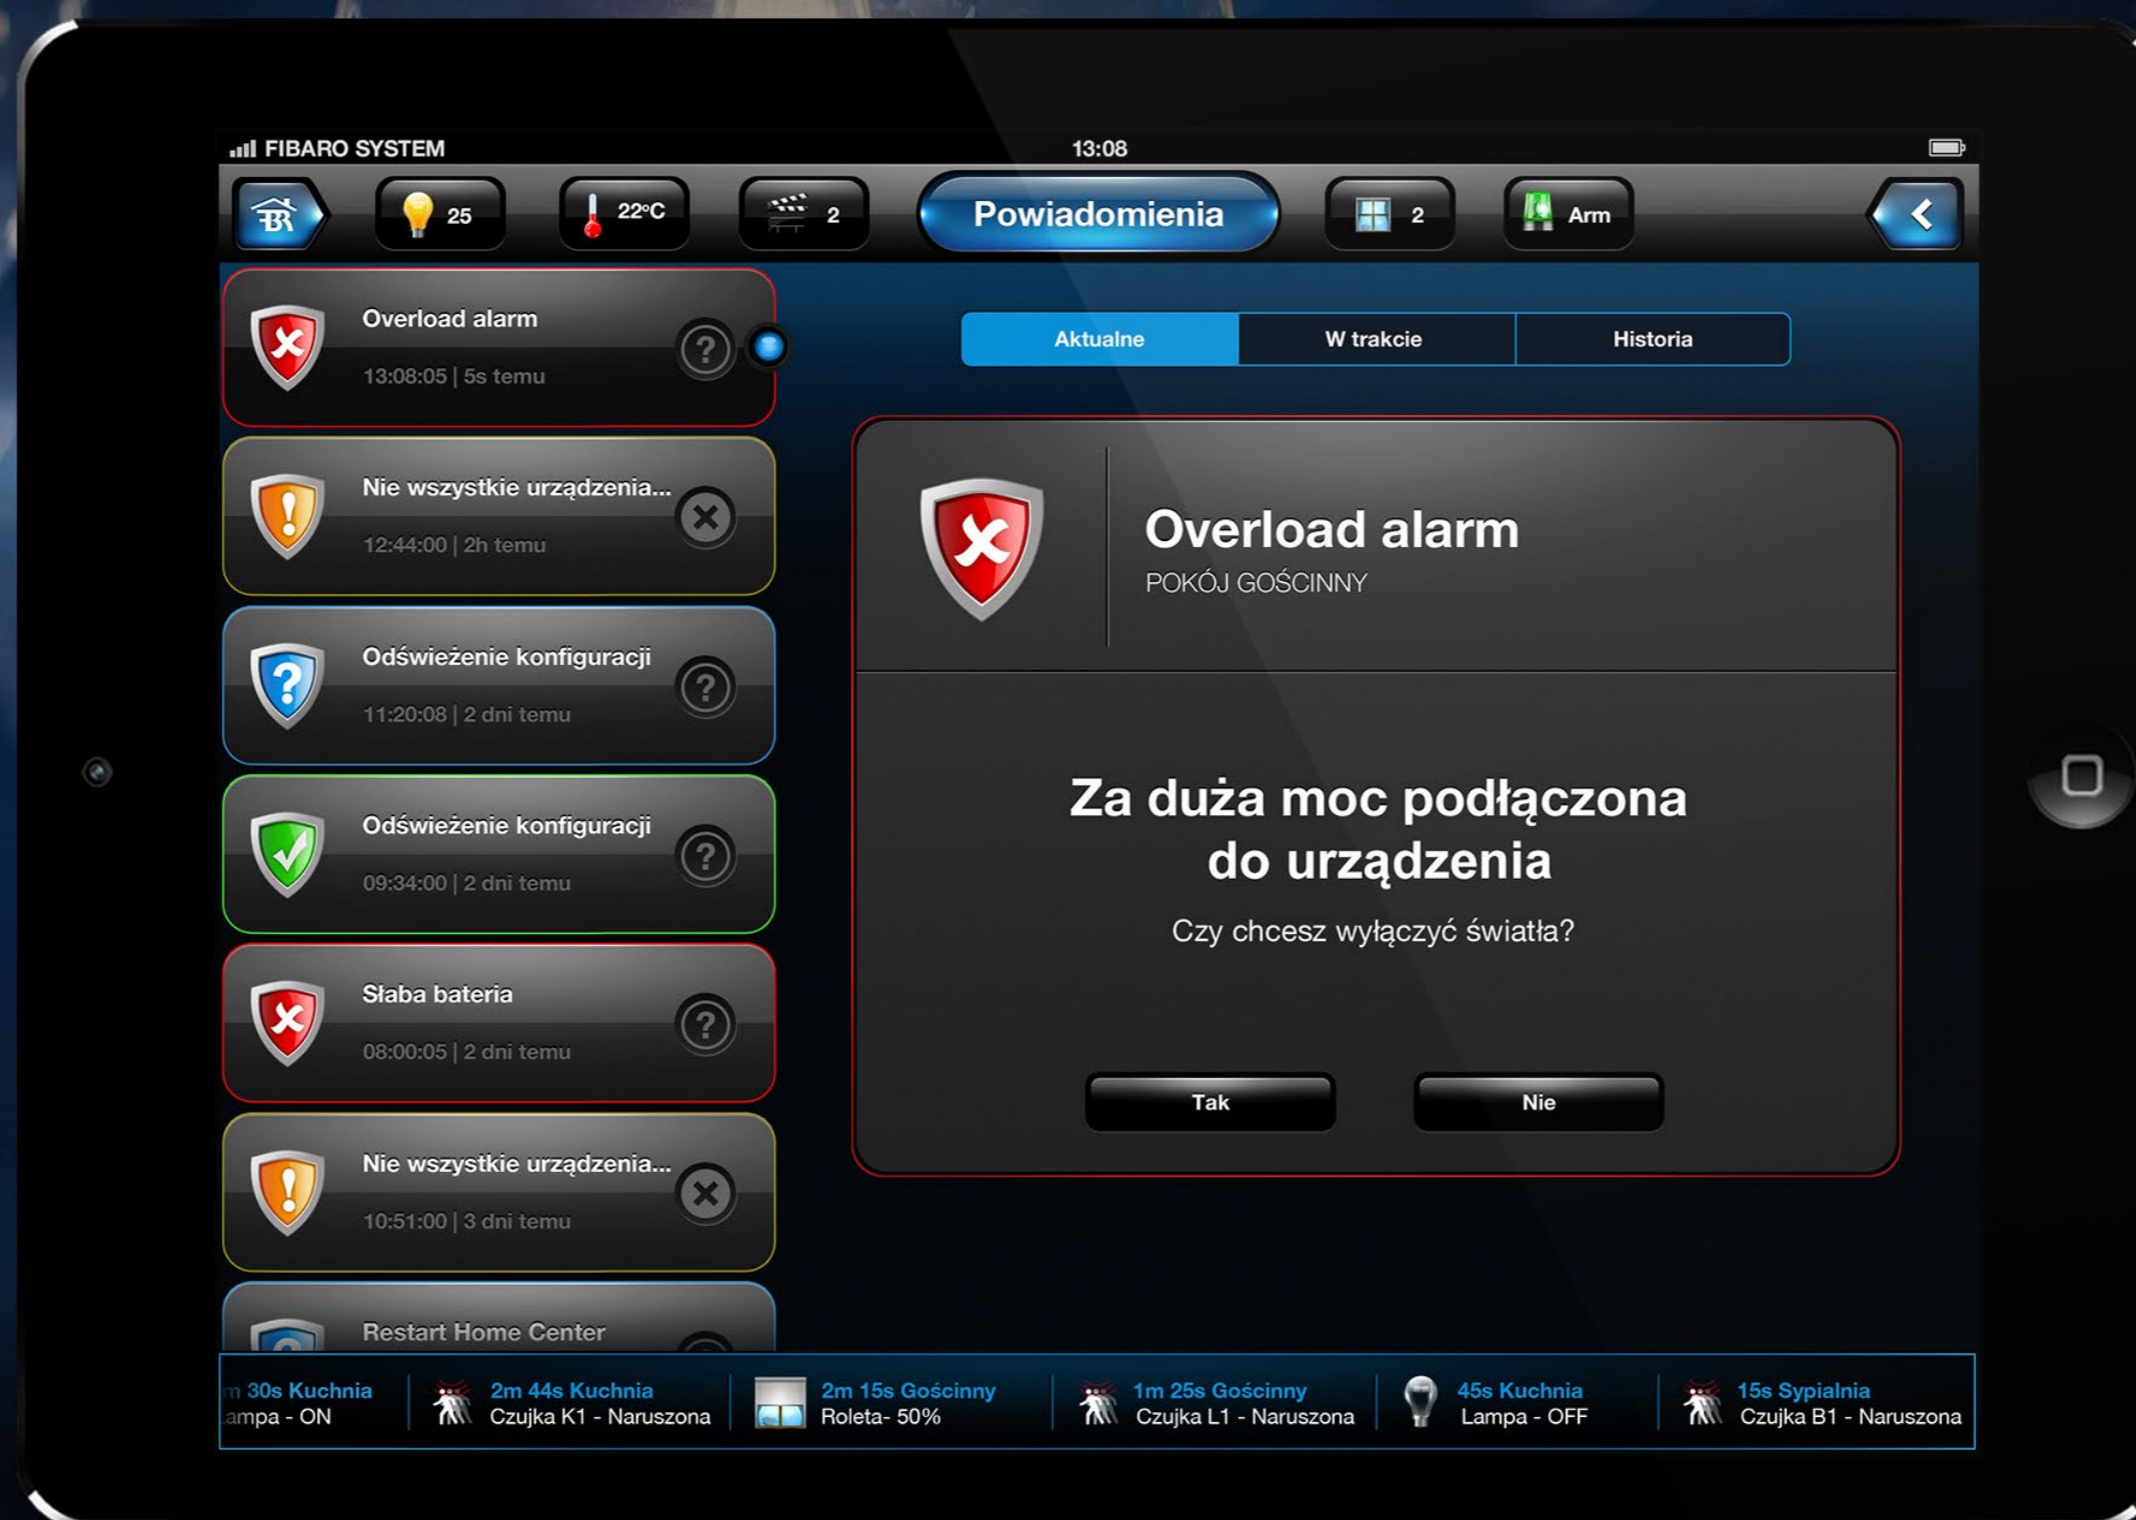 FIBARO SYSTEM
13:08
FBR
25
22°C
2
Powiadomienia
2
Arm
Overload alarm
13:08:05 | 5s temu
Nie wszystkie urządzenia...
12:44:00 | 2h temu
Odświeżenie konfiguracji
11:20:08 | 2 dni temu
Odświeżenie konfiguracji
09:34:00 | 2 dni temu
Słaba bateria
08:00:05 | 2 dni temu
Nie wszystkie urządzenia...
10:51:00 | 3 dni temu
Restart Home Center
Aktualne
W trakcie
Historia
Overload alarm
POKÓJ GOŚCINNY
Za duża moc podłączona
do urządzenia
Czy chcesz wyłączyć światła?
Tak
Nie
m 30s Kuchnia
ampa - ON
2m 44s Kuchnia
Czujka K1 - Naruszona
2m 15s Gościnny
Roleta- 50%
1m 25s Gościnny
Czujka L1 - Naruszona
45s Kuchnia
Lampa - OFF
15s Sypialnia
Czujka B1 - Naruszona